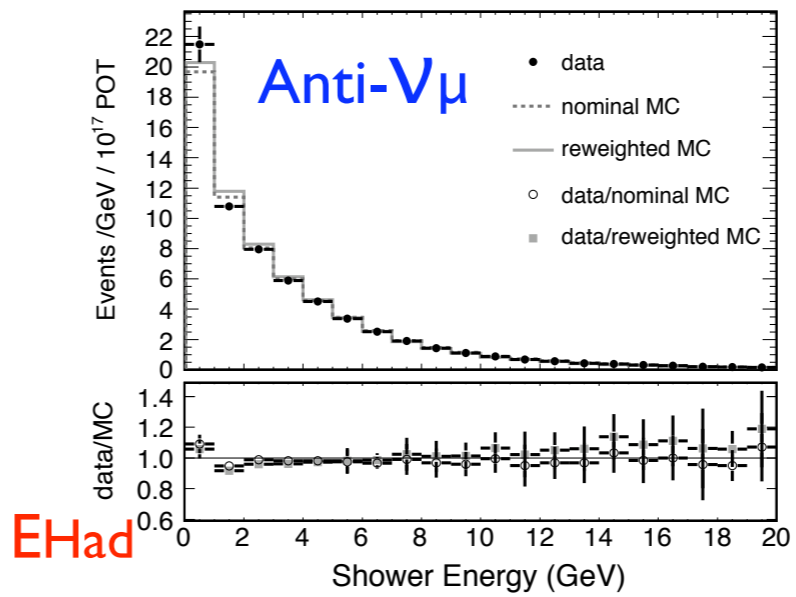 Events /GeV / 10¹⁷ POT
22
20
18
16
14
12
10
8
6
4
2
0
Anti-νμ
data
nominal MC
reweighted MC
data/nominal MC
data/reweighted MC
data/MC
1.4
1.2
1.0
0.8
0.6
EHad
0 2 4 6 8 10 12 14 16 18 20
Shower Energy (GeV)